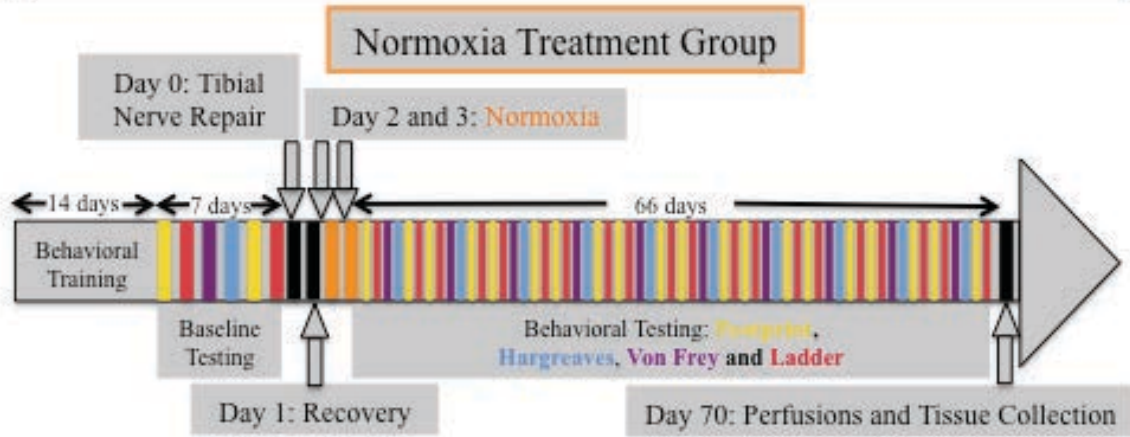 Normoxia Treatment Group
Day 0: Tibial
Nerve Repair
Day 2 and 3: Normoxia
14 days
7 days
66 days
Behavioral
Training
Baseline
Testing
Behavioral Testing: Footprint,
Hargreaves, Von Frey and Ladder
Day 1: Recovery
Day 70: Perfusions and Tissue Collection